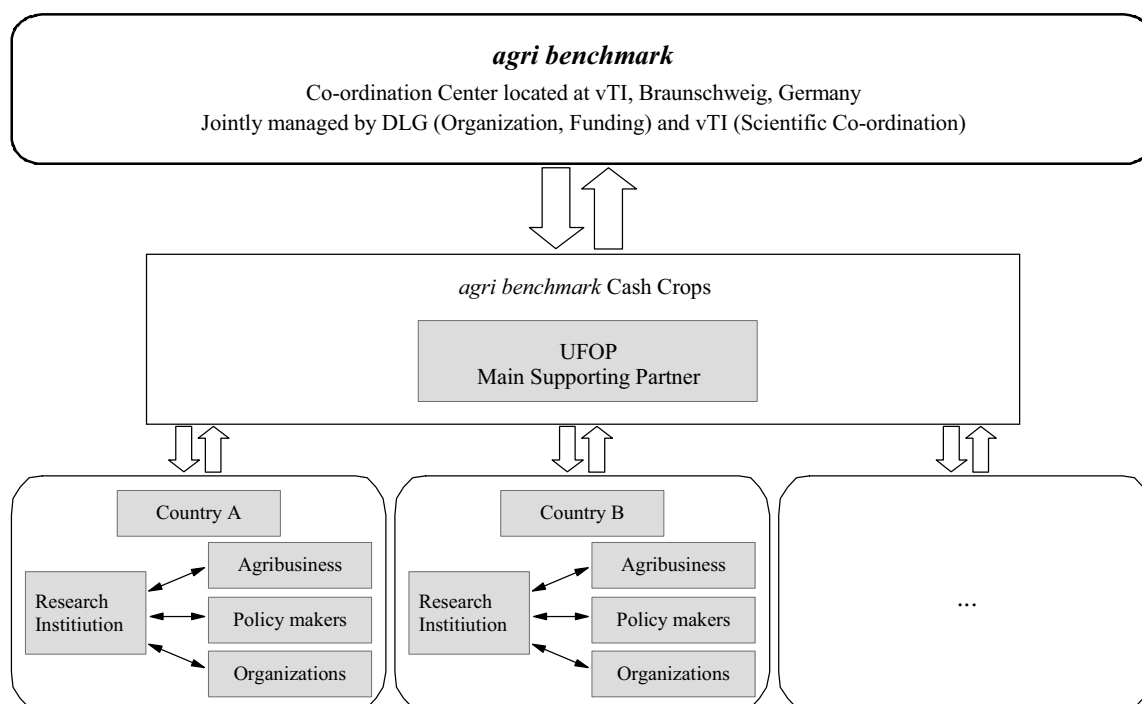 agri benchmark
Co-ordination Center located at vTI, Braunschweig, Germany
Jointly managed by DLG (Organization, Funding) and vTI (Scientific Co-ordination)
agri benchmark Cash Crops
UFOP
Main Supporting Partner
Country A
Research
Institiution
Agribusiness
Policy makers
Organizations
Country B
Research
Institiution
Agribusiness
Policy makers
Organizations
...